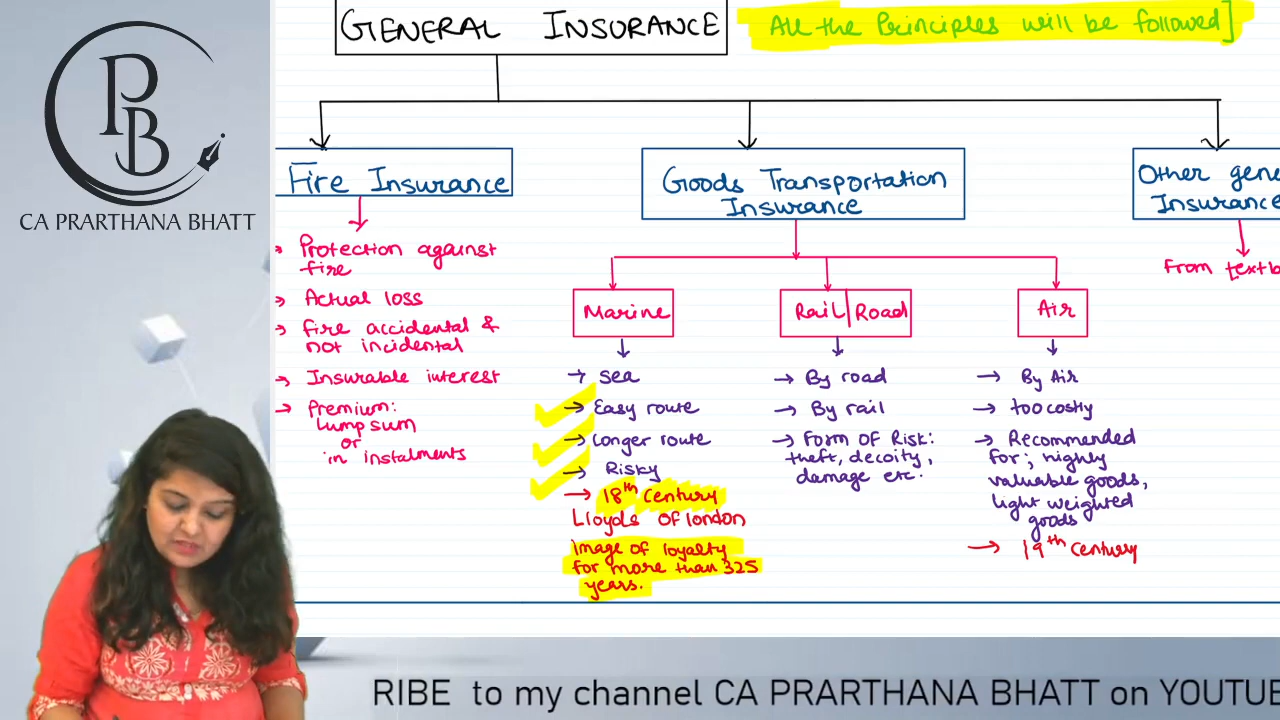 PB
CA PRARTHANA BHATT
GENERAL INSURANCE
All the Principles will be followed]
Fire Insurance
→ Protection against
fire
→ Actual loss
→ fire accidental &
not incidental
→ Insurable interest
→ Premium:
Lump sum
or
in instalments
Goods Transportation
Insurance
Marine
→ Sea
→ Easy route
→ Longer route
→ Risky
→ 18th Century
Lloyds of london
Image of loyalty
for more than 325
years.
Rail/Road
→ By road
→ By rail
→ Form of Risk:
theft, decoity,
damage etc.
Air
→ By Air
→ too costly
→ Recommended
for; highly
valuable goods,
light weighted
goods
→ 19th Century
Other gene
Insurance
From textb
RIBE to my channel CA PRARTHANA BHATT on YOUTUBE